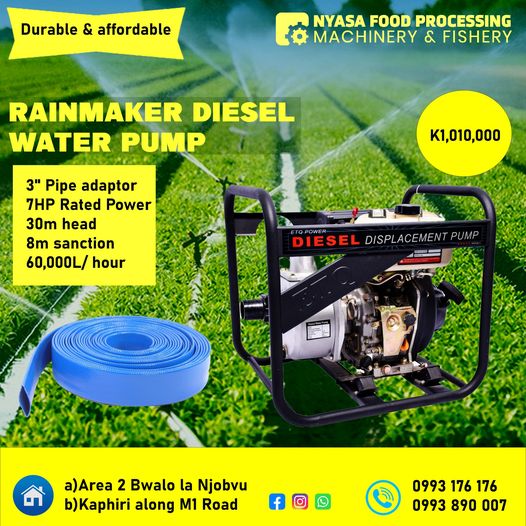 Durable & affordable
NYASA FOOD PROCESSING
MACHINERY & FISHERY
RAINMAKER DIESEL
WATER PUMP
K1,010,000
3" Pipe adaptor
7HP Rated Power
30m head
8m sanction
60,000L/ hour
ETQ POWER
DIESEL DISPLACEMENT PUMP
a)Area 2 Bwalo la Njobvu
b)Kaphiri along M1 Road
0993 176 176
0993 890 007